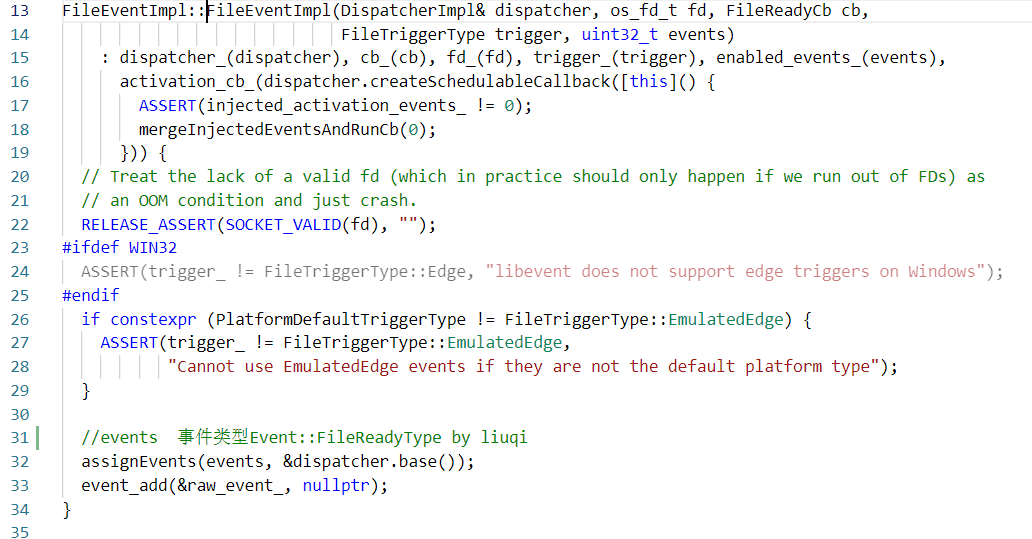 13 FileEventImpl::FileEventImpl(DispatcherImpl& dispatcher, os_fd_t fd, FileReadyCb cb,
14 FileTriggerType trigger, uint32_t events)
15 : dispatcher_(dispatcher), cb_(cb), fd_(fd), trigger_(trigger), enabled_events_(events),
16 activation_cb_(dispatcher.createSchedulableCallback([this]() {
17 ASSERT(injected_activation_events_ != 0);
18 mergeInjectedEventsAndRunCb(0);
19 })) {
20 // Treat the lack of a valid fd (which in practice should only happen if we run out of FDs) as
21 // an OOM condition and just crash.
22 RELEASE_ASSERT(SOCKET_VALID(fd), "");
23 #ifdef WIN32
24 ASSERT(trigger_ != FileTriggerType::Edge, "libevent does not support edge triggers on Windows");
25 #endif
26 if constexpr (PlatformDefaultTriggerType != FileTriggerType::EmulatedEdge) {
27 ASSERT(trigger_ != FileTriggerType::EmulatedEdge,
28 "Cannot use EmulatedEdge events if they are not the default platform type");
29 }
30
31 //events 事件类型Event::FileReadyType by liuqi
32 assignEvents(events, &dispatcher.base());
33 event_add(&raw_event_, nullptr);
34 }
35